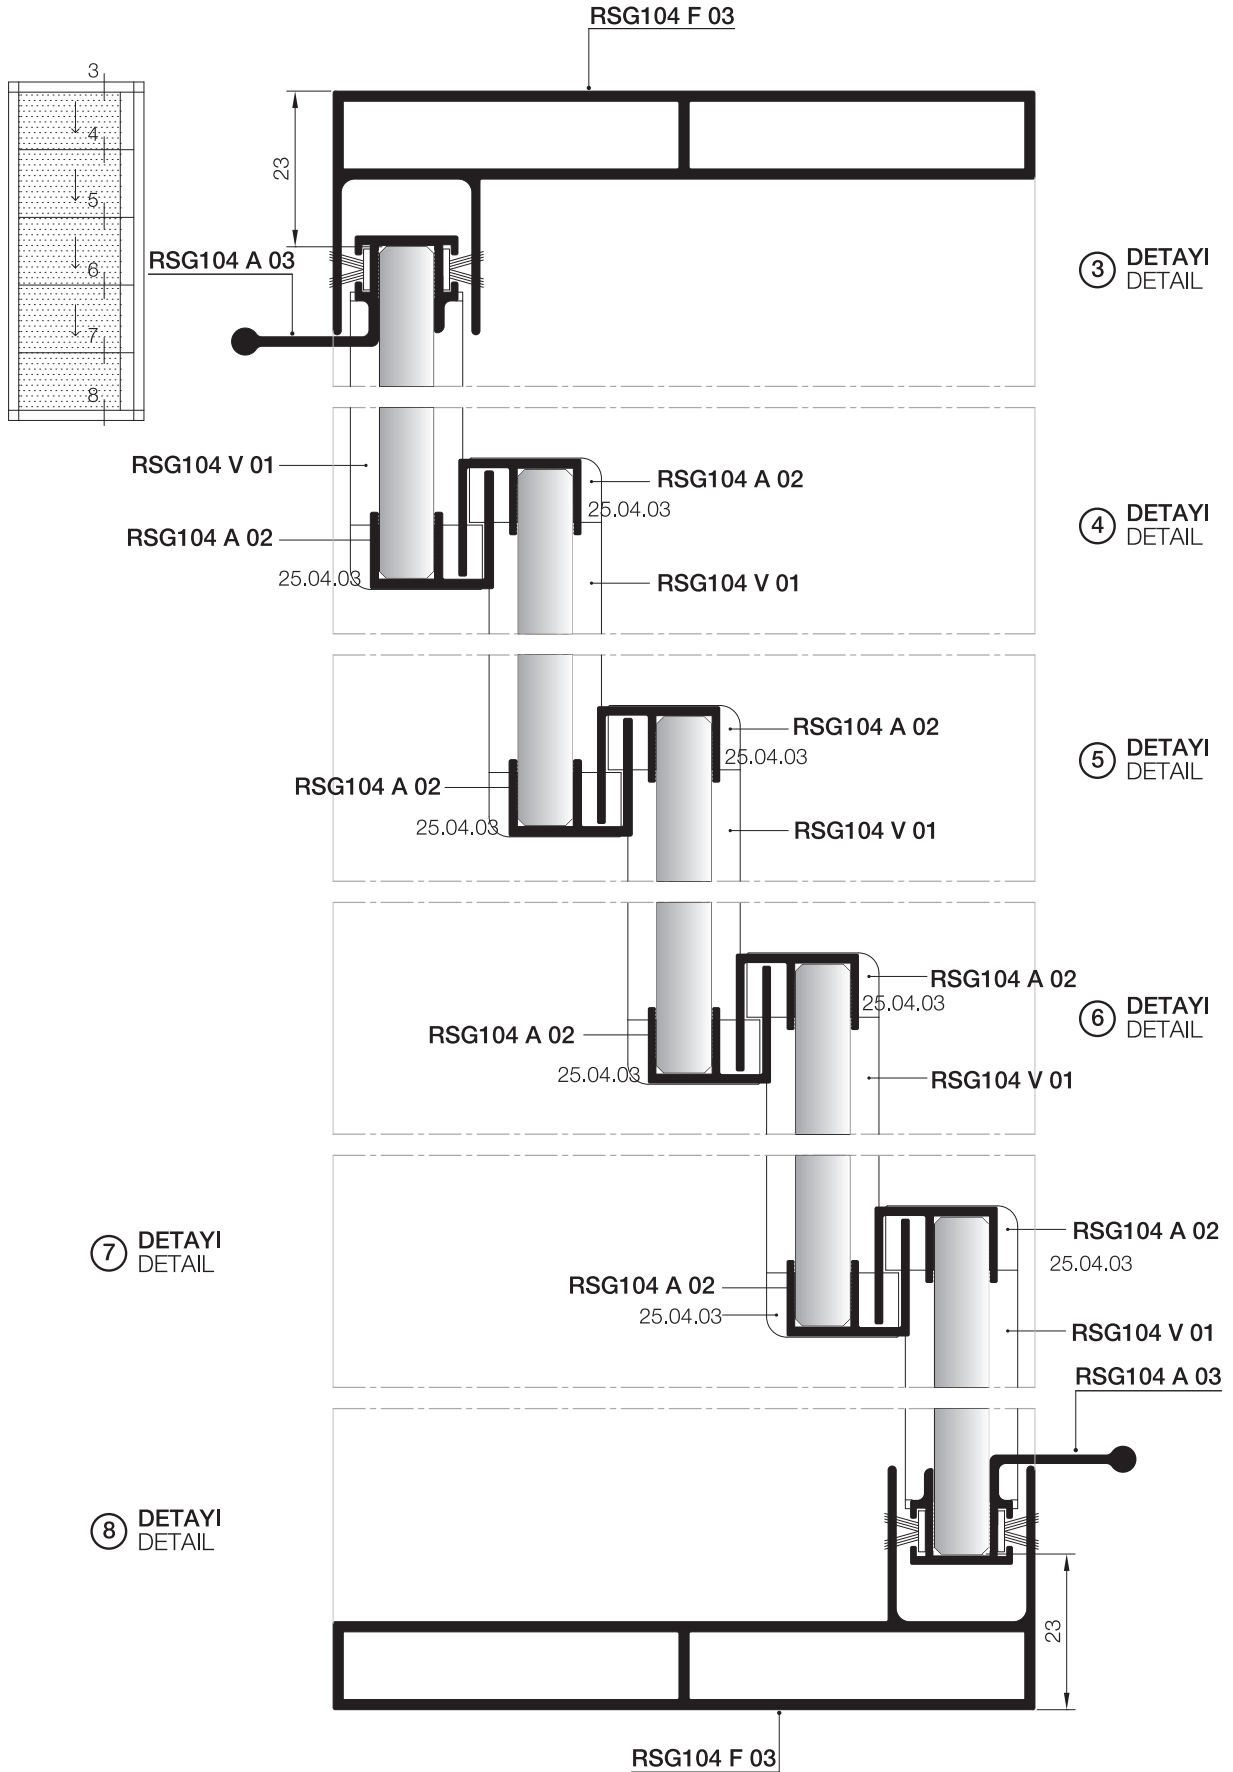 RSG104 F 03
3
4
5
6
7
8
23
RSG104 A 03
3 DETAYI
DETAIL
RSG104 V 01
RSG104 A 02
25.04.03
RSG104 A 02
25.04.03
RSG104 V 01
4 DETAYI
DETAIL
RSG104 A 02
25.04.03
RSG104 A 02
25.04.03
RSG104 V 01
5 DETAYI
DETAIL
RSG104 A 02
25.04.03
RSG104 A 02
25.04.03
RSG104 V 01
6 DETAYI
DETAIL
7 DETAYI
DETAIL
RSG104 A 02
25.04.03
RSG104 A 02
25.04.03
RSG104 V 01
RSG104 A 03
8 DETAYI
DETAIL
23
RSG104 F 03